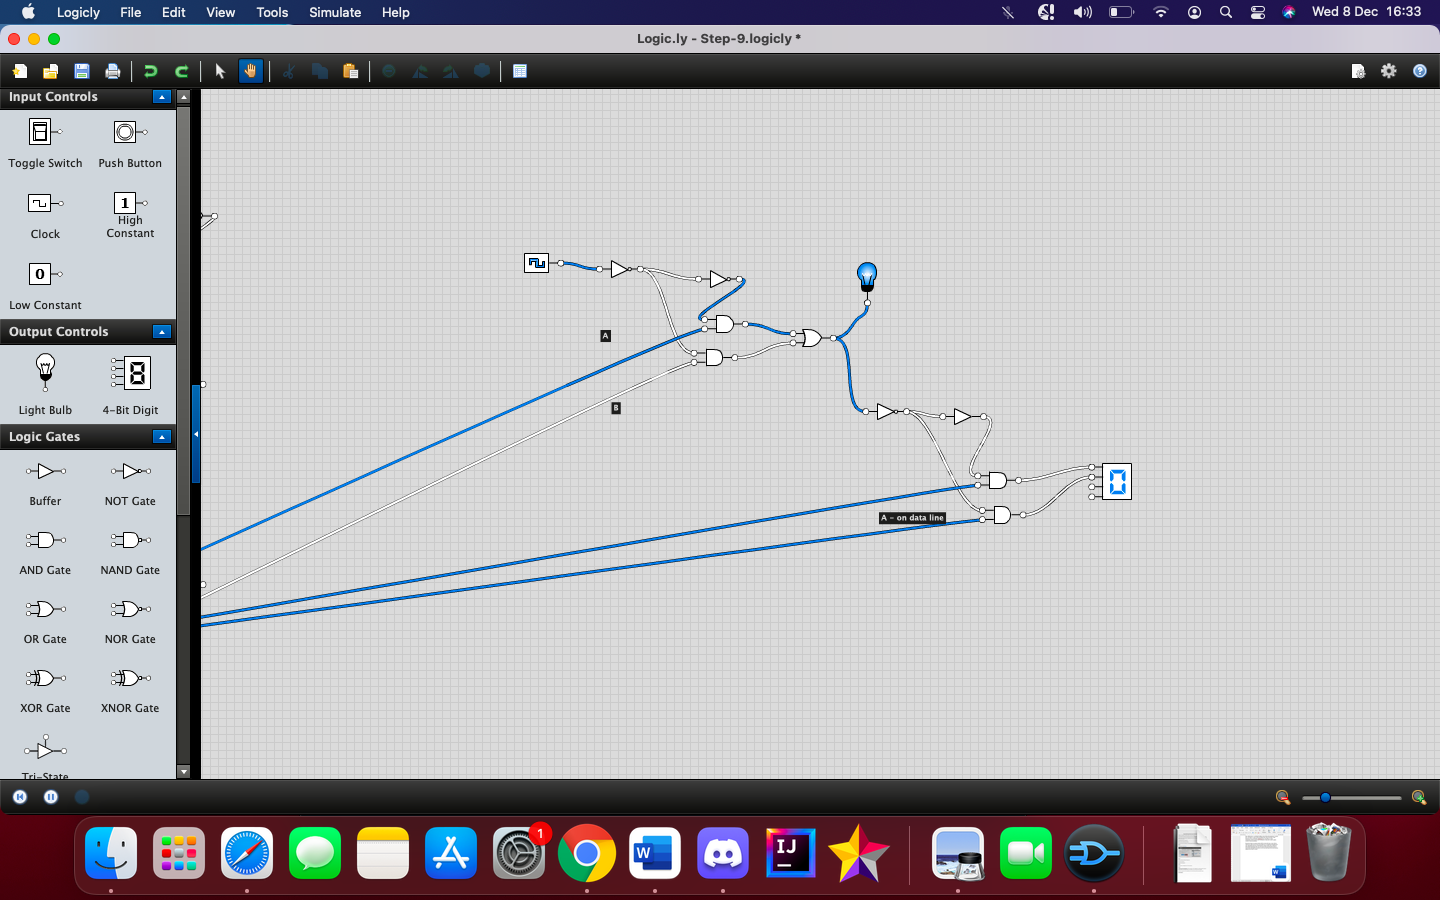 Logicly File Edit View Tools Simulate Help Wed 8 Dec 16:33
Logic.ly - Step-9.logicly *
Input Controls
Toggle Switch Push Button
1
Clock High Constant
0
Low Constant
Output Controls
8
Light Bulb 4-Bit Digit
Logic Gates
Buffer NOT Gate
AND Gate NAND Gate
OR Gate NOR Gate
XOR Gate XNOR Gate
Tri-State
A
B
0
A - on data line
1
W
IJ
W